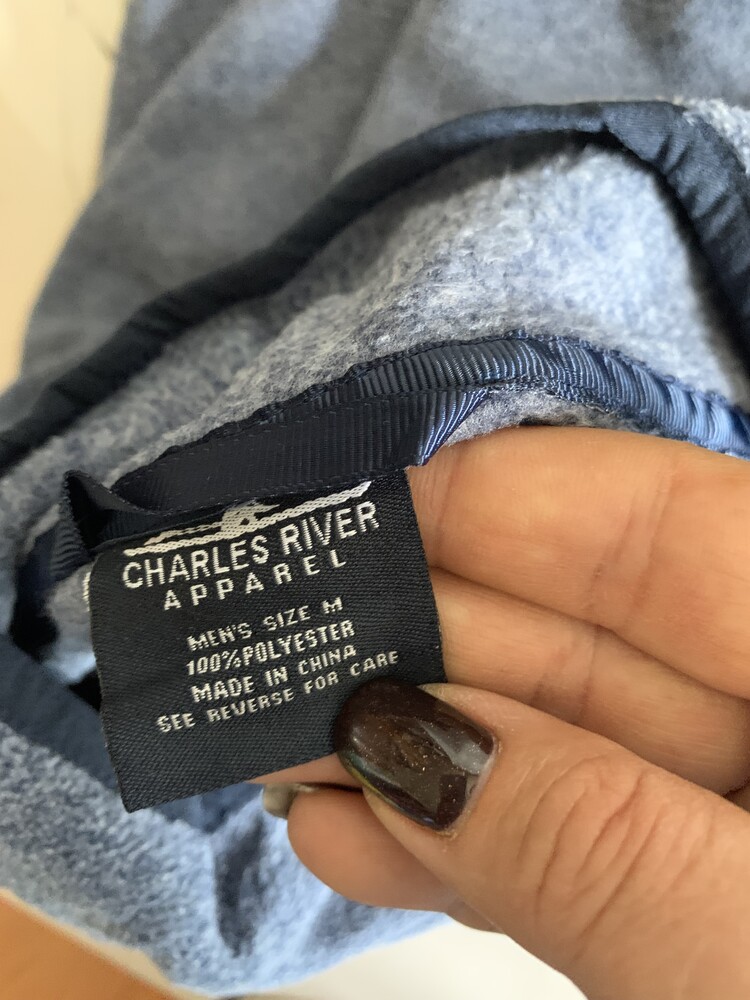 CHARLES RIVER
APPAREL
MEN'S SIZE M
100%POLYESTER
MADE IN CHINA
SEE REVERSE FOR CARE